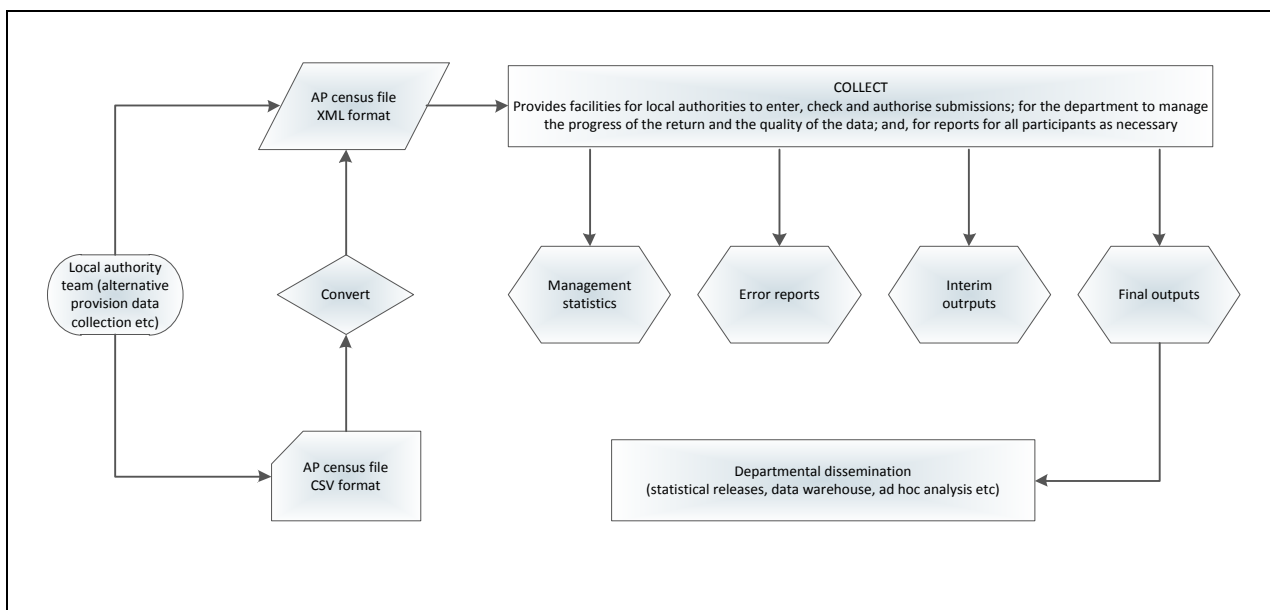 AP census file
XML format
COLLECT
Provides facilities for local authorities to enter, check and authorise submissions; for the department to manage
the progress of the return and the quality of the data; and, for reports for all participants as necessary
Local authority
team (alternative
provision data
collection etc)
Convert
Management
statistics
Error reports
Interim
outrputs
Final outputs
AP census file
CSV format
Departmental dissemination
(statistical releases, data warehouse, ad hoc analysis etc)